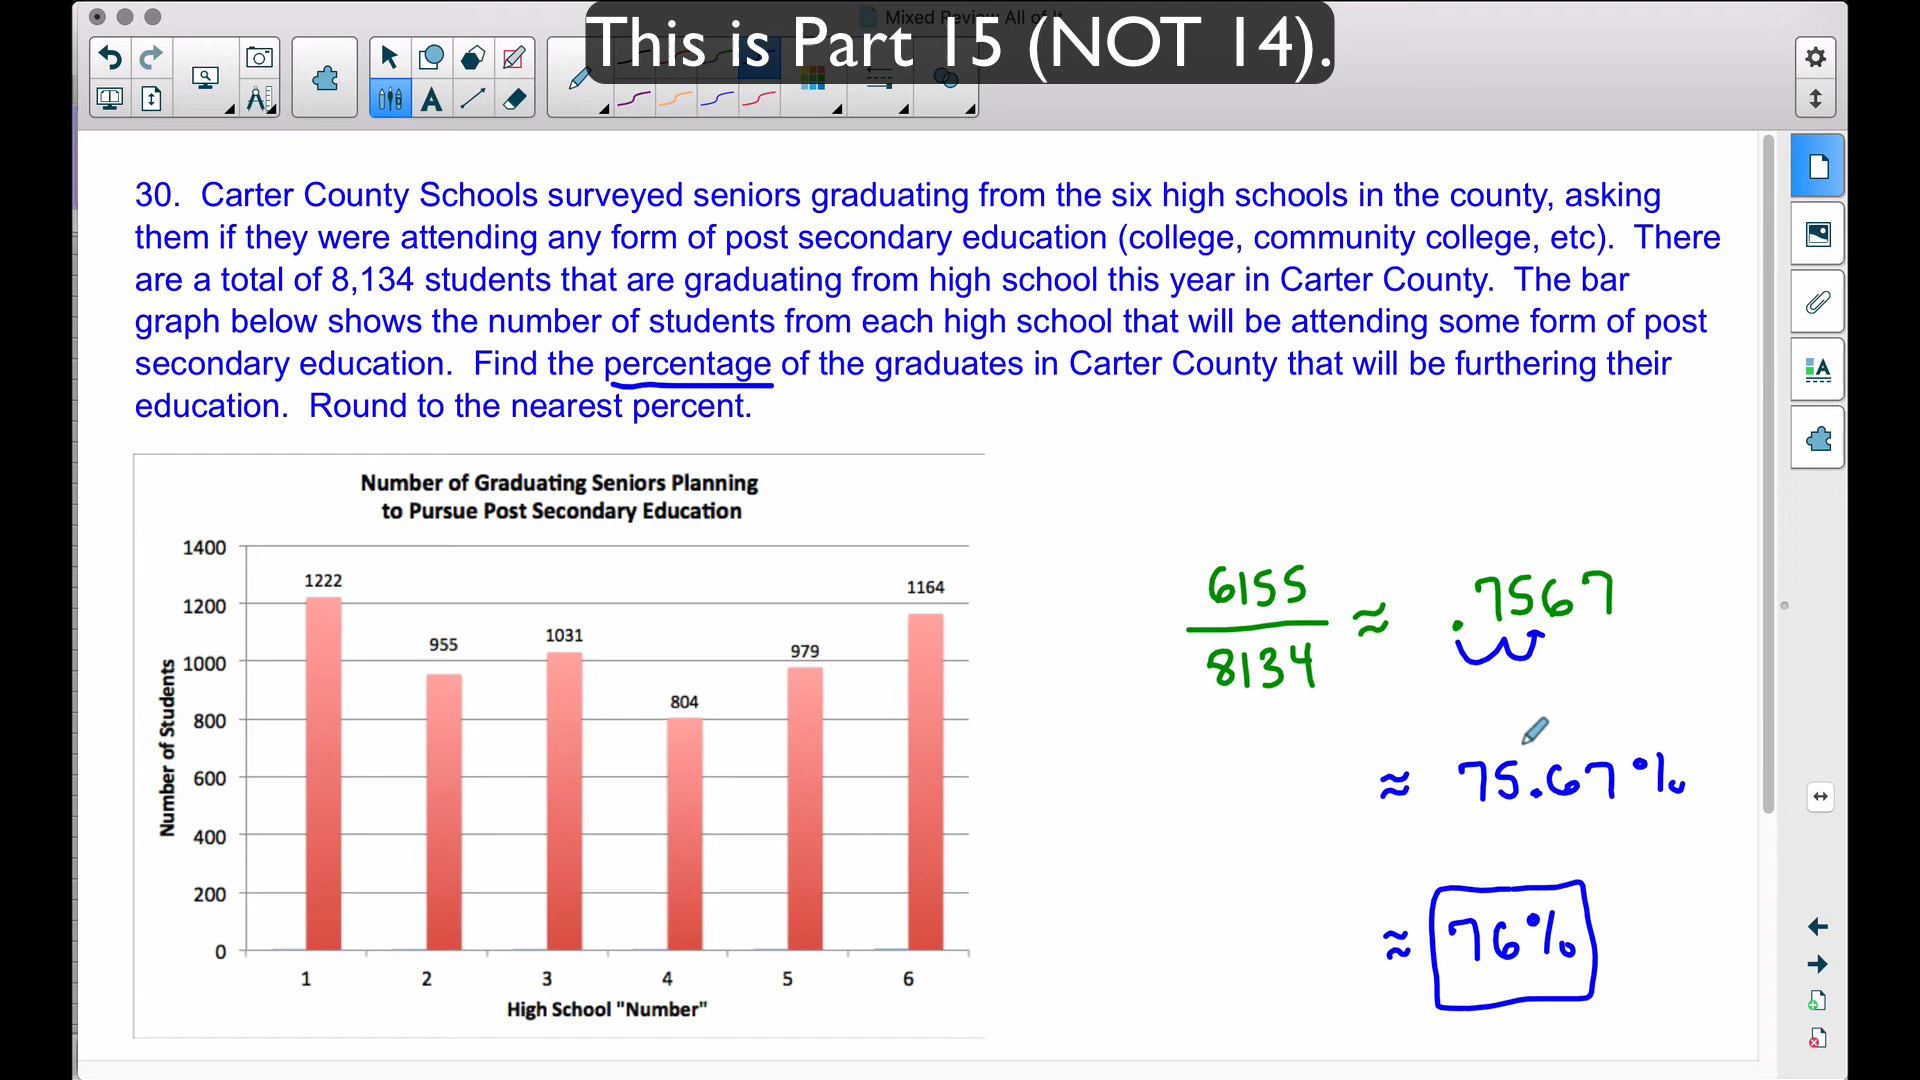 Mixed Review All of It
This is Part 15 (NOT 14).
30. Carter County Schools surveyed seniors graduating from the six high schools in the county, asking
them if they were attending any form of post secondary education (college, community college, etc). There
are a total of 8,134 students that are graduating from high school this year in Carter County. The bar
graph below shows the number of students from each high school that will be attending some form of post
secondary education. Find the percentage of the graduates in Carter County that will be furthering their
education. Round to the nearest percent.
Number of Graduating Seniors Planning
to Pursue Post Secondary Education
Number of Students
1400
1200
1000
800
600
400
200
0
1222
955
1031
804
979
1164
1 2 3 4 5 6
High School "Number"
6155
8134
≈ .7567
≈ 75.67%
≈ 76%